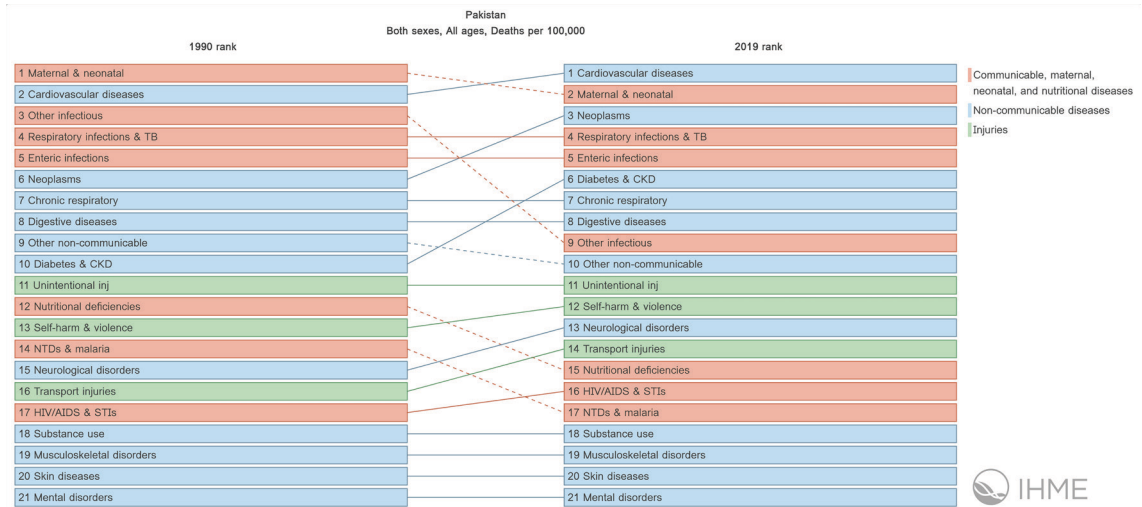 Pakistan
Both sexes, All ages, Deaths per 100,000
1990 rank
2019 rank
1 Maternal & neonatal
2 Cardiovascular diseases
3 Other infectious
4 Respiratory infections & TB
5 Enteric infections
6 Neoplasms
7 Chronic respiratory
8 Digestive diseases
9 Other non-communicable
10 Diabetes & CKD
11 Unintentional inj
12 Nutritional deficiencies
13 Self-harm & violence
14 NTDs & malaria
15 Neurological disorders
16 Transport injuries
17 HIV/AIDS & STIs
18 Substance use
19 Musculoskeletal disorders
20 Skin diseases
21 Mental disorders
1 Cardiovascular diseases
2 Maternal & neonatal
3 Neoplasms
4 Respiratory infections & TB
5 Enteric infections
6 Diabetes & CKD
7 Chronic respiratory
8 Digestive diseases
9 Other infectious
10 Other non-communicable
11 Unintentional inj
12 Self-harm & violence
13 Neurological disorders
14 Transport injuries
15 Nutritional deficiencies
16 HIV/AIDS & STIs
17 NTDs & malaria
18 Substance use
19 Musculoskeletal disorders
20 Skin diseases
21 Mental disorders
Communicable, maternal,
neonatal, and nutritional diseases
Non-communicable diseases
Injuries
IHME